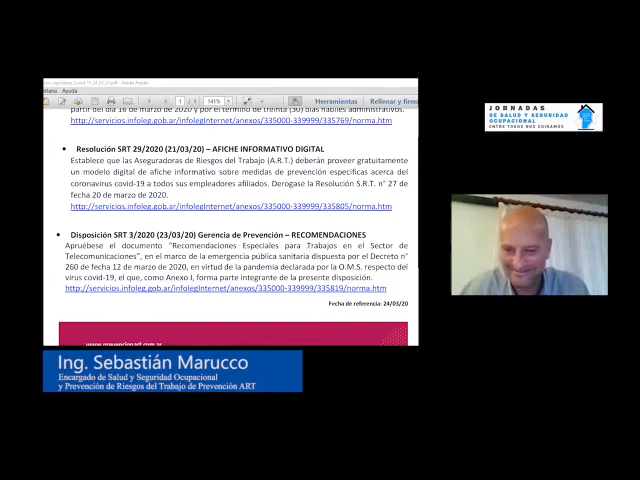 Ventana Ayuda
1 / 1
141%
Herramientas
Rellenar y firma
partir del día 16 de marzo de 2020 y por el término de treinta (30) días hábiles administrativos.
http://servicios.infoleg.gob.ar/infolegInternet/anexos/335000-339999/335769/norma.htm
• Resolución SRT 29/2020 (21/03/20) – AFICHE INFORMATIVO DIGITAL
Establece que las Aseguradoras de Riesgos del Trabajo (A.R.T.) deberán proveer gratuitamente
un modelo digital de afiche informativo sobre medidas de prevención específicas acerca del
coronavirus covid-19 a todos sus empleadores afiliados. Derogase la Resolución S.R.T. n° 27 de
fecha 20 de marzo de 2020.
http://servicios.infoleg.gob.ar/infolegInternet/anexos/335000-339999/335805/norma.htm
• Disposición SRT 3/2020 (23/03/20) Gerencia de Prevención – RECOMENDACIONES
Apruébese el documento “Recomendaciones Especiales para Trabajos en el Sector de
Telecomunicaciones”, en el marco de la emergencia pública sanitaria dispuesta por el Decreto n°
260 de fecha 12 de marzo de 2020, en virtud de la pandemia declarada por la O.M.S. respecto del
virus covid-19, el que, como Anexo I, forma parte integrante de la presente disposición.
http://servicios.infoleg.gob.ar/infolegInternet/anexos/335000-339999/335819/norma.htm
Fecha de referencia: 24/03/20
www.prevencionart.com.ar
Ing. Sebastián Marucco
Encargado de Salud y Seguridad Ocupacional
y Prevención de Riesgos del Trabajo de Prevención ART
JORNADAS
DE SALUD Y SEGURIDAD
OCUPACIONAL
ENTRE TODOS NOS CUIDAMOS